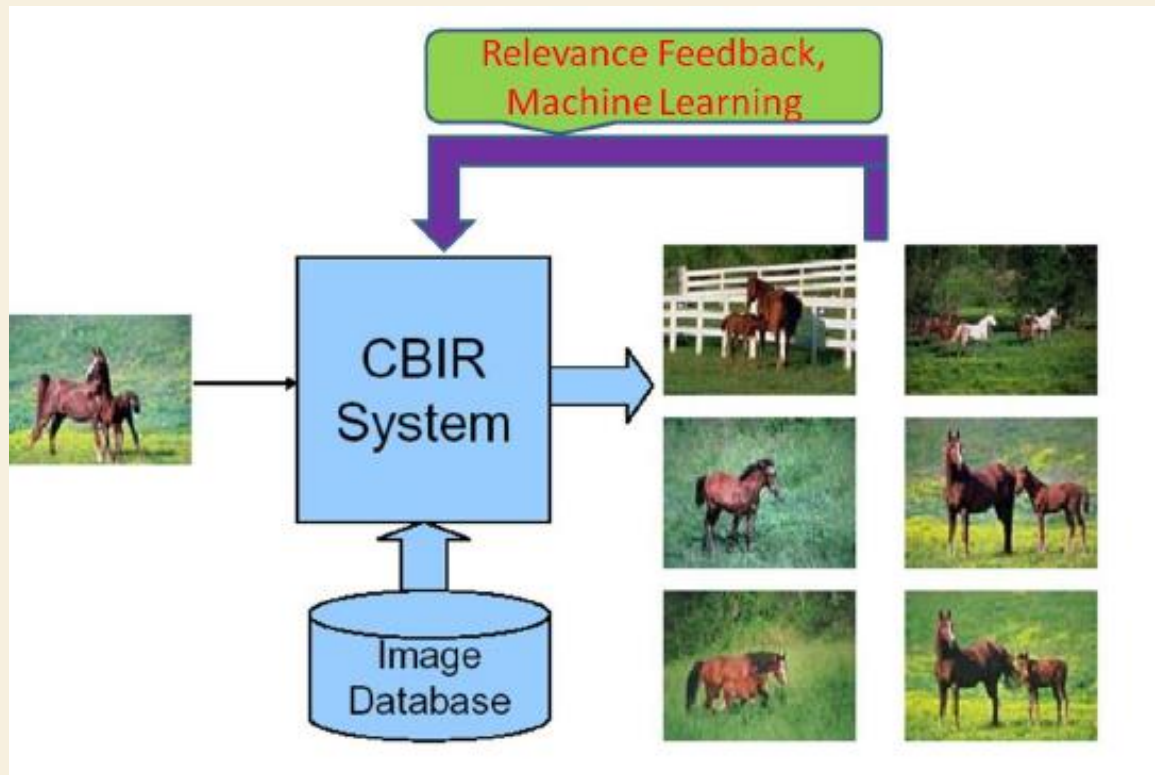 Relevance Feedback,
Machine Learning
CBIR
System
Image
Database